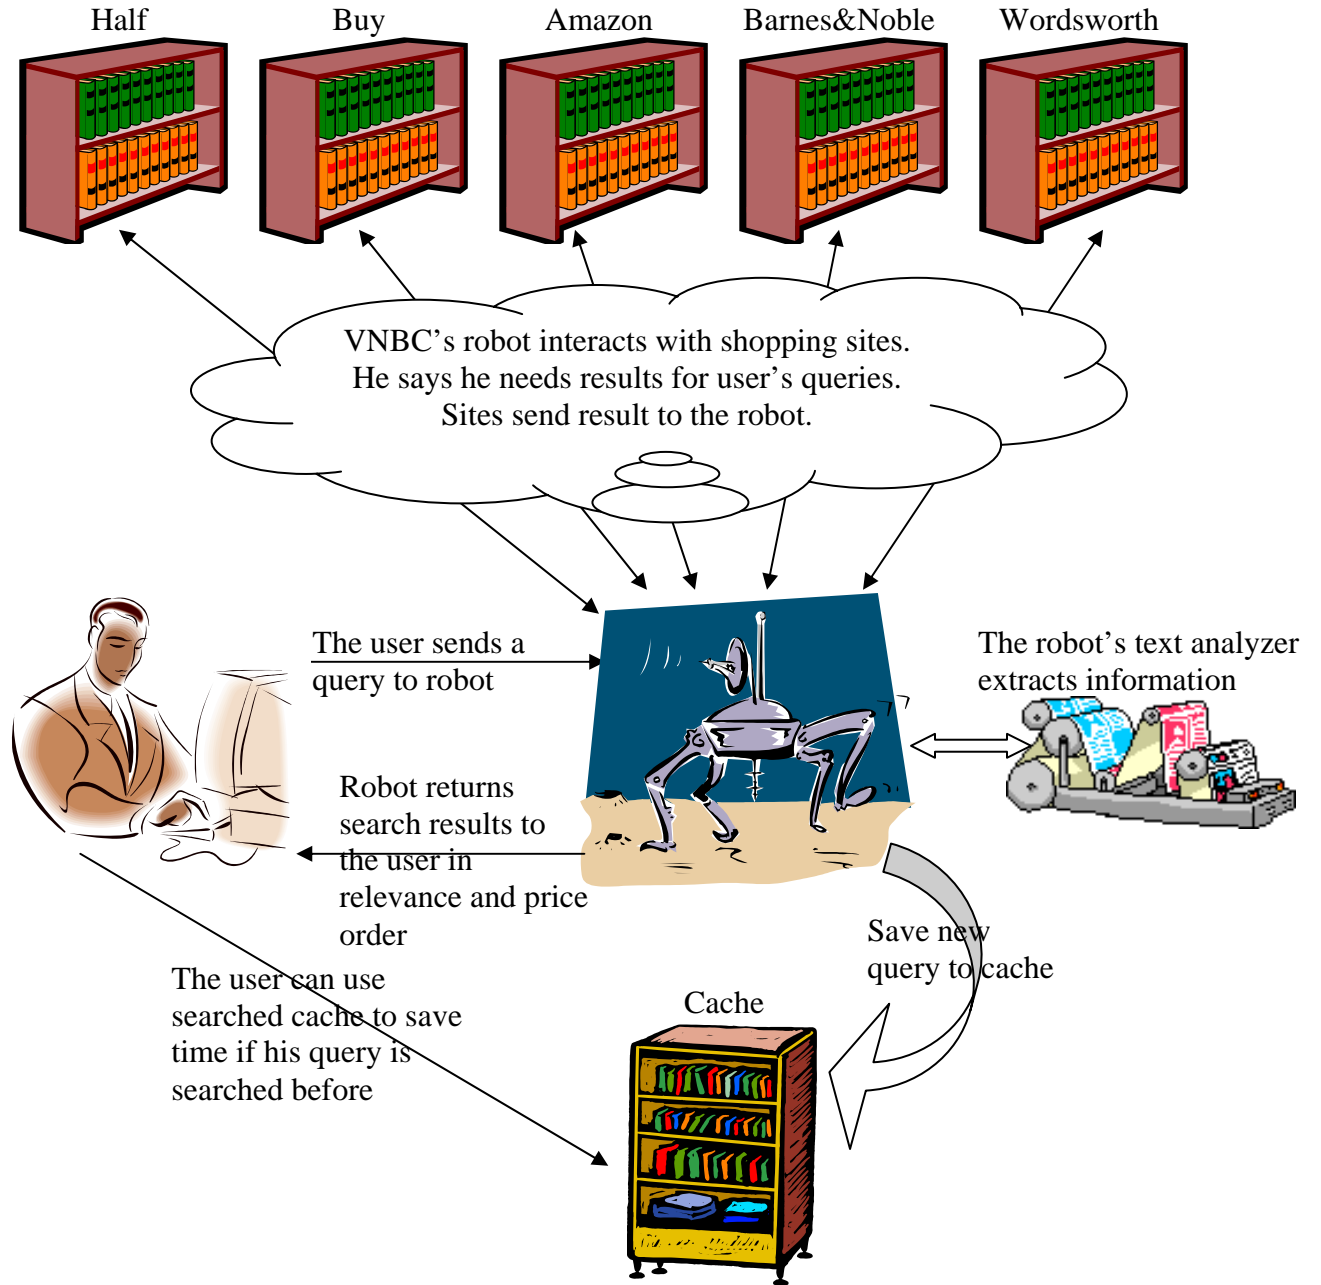 Half
Buy
Amazon
Barnes&Noble
Wordsworth
VNBC’s robot interacts with shopping sites.
He says he needs results for user’s queries.
Sites send result to the robot.
The user sends a
query to robot
The robot’s text analyzer
extracts information
Robot returns
search results to
the user in
relevance and price
order
Save new
query to cache
The user can use
searched cache to save
time if his query is
searched before
Cache